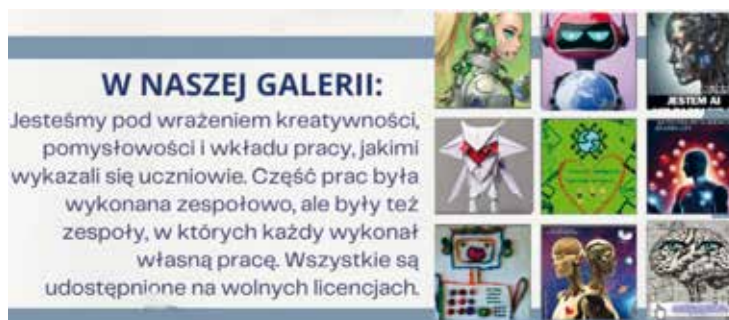 W NASZEJ GALERII:
Jesteśmy pod wrażeniem kreatywności,
pomysłowości i wkładu pracy, jakimi
wykazali się uczniowie. Część prac była
wykonana zespołowo, ale były też
zespoły, w których każdy wykonał
własną pracę. Wszystkie są
udostępnione na wolnych licencjach.
JESTEM AI